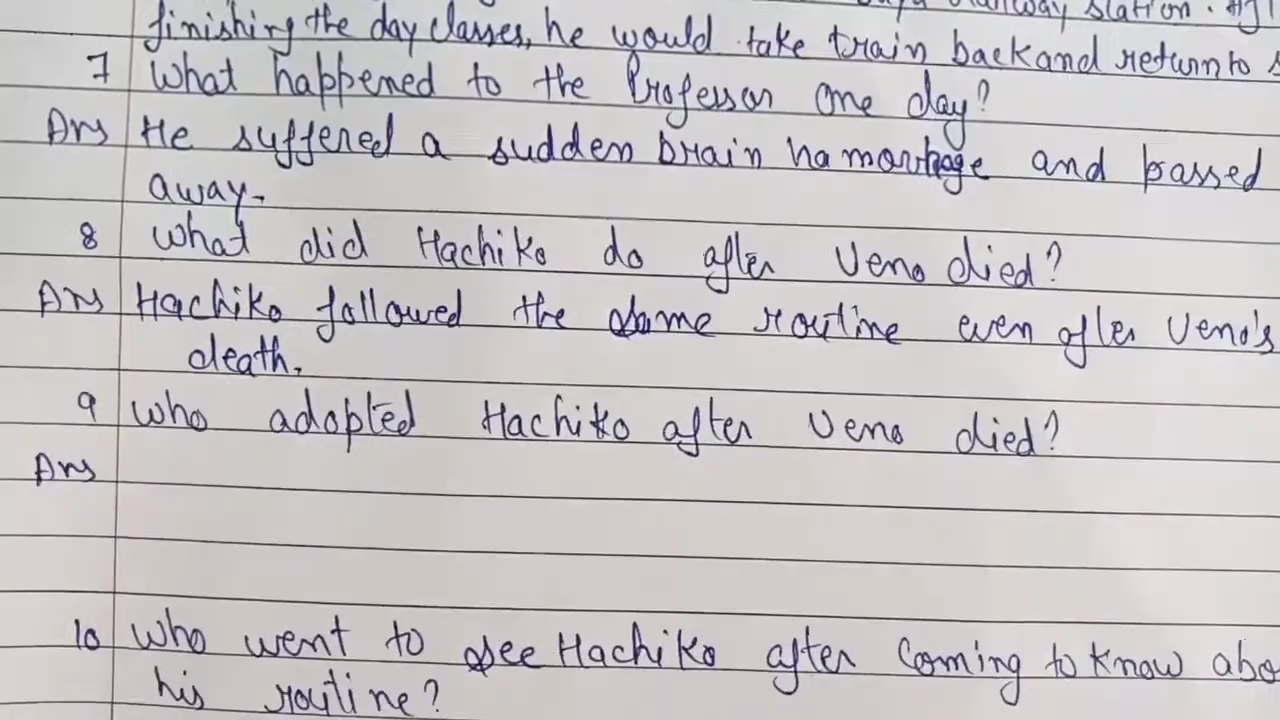 Railway station.
finishing the day classes, he would take train back and return to
7 What happened to the Professor one day?
Ans He suffered a sudden brain hamorrhage and passed
away.
8 What did Hachiko do after Ueno died?
Ans Hachiko followed the same routine even after Ueno's
death.
9 Who adopted Hachiko after Ueno died?
Ans
10 Who went to see Hachiko after coming to know abo
his routine?